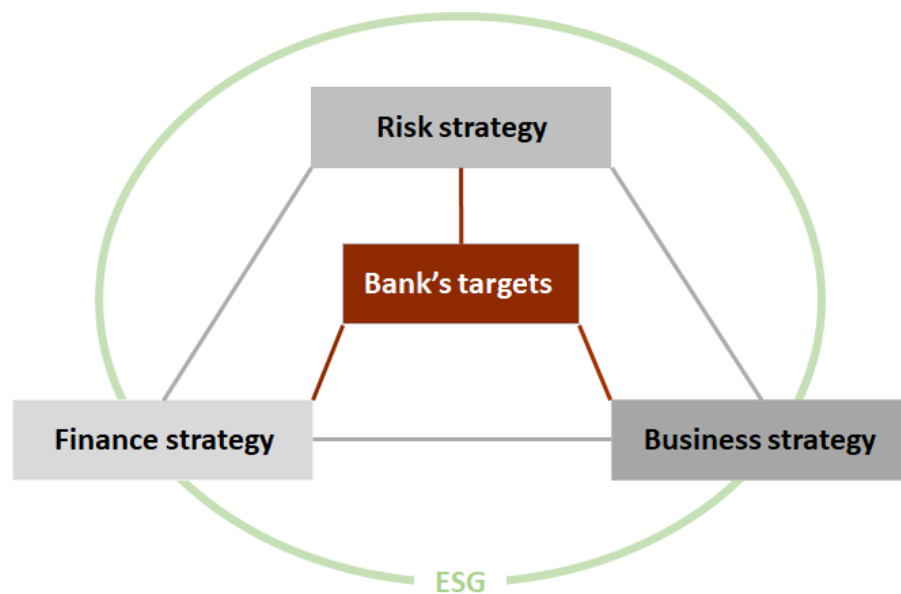 Risk strategy
Bank’s targets
Finance strategy
Business strategy
ESG